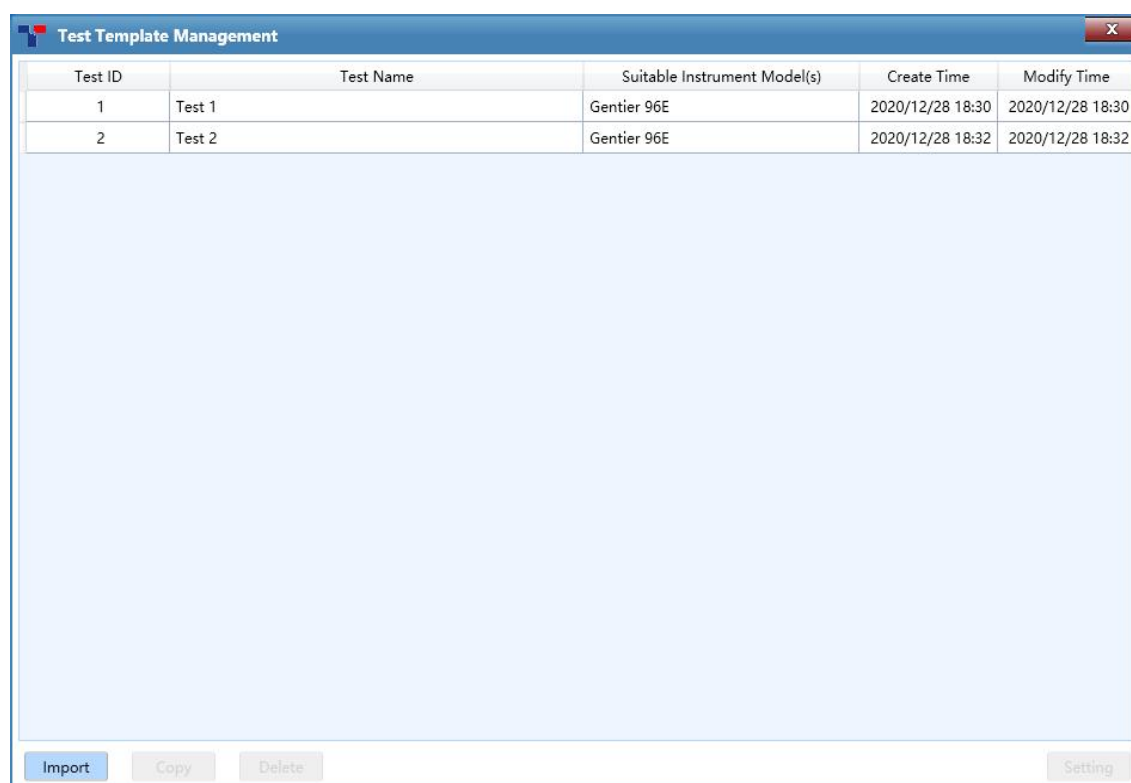 Test Template Management X
Test ID Test Name Suitable Instrument Model(s) Create Time Modify Time
1 Test 1 Gentier 96E 2020/12/28 18:30 2020/12/28 18:30
2 Test 2 Gentier 96E 2020/12/28 18:32 2020/12/28 18:32
Import Copy Delete Setting